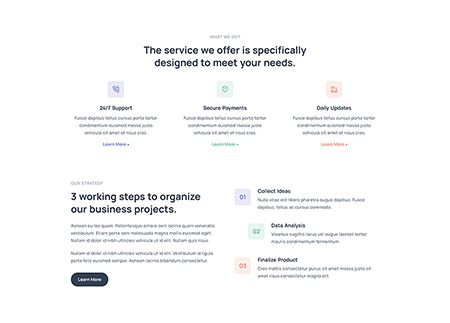 WHAT WE DO?
The service we offer is specifically
designed to meet your needs.
24/7 Support
Fusce dapibus tellus cursus porta tortor
condimentum euismod massa justo
vehicula sit amet et risus cras.
Learn More
Secure Payments
Fusce dapibus tellus cursus porta tortor
condimentum euismod massa justo
vehicula sit amet et risus cras.
Learn More
Daily Updates
Fusce dapibus tellus cursus porta tortor
condimentum euismod massa justo
vehicula sit amet et risus cras.
Learn More
OUR STRATEGY
3 working steps to organize
our business projects.
Aenean eu leo quam. Pellentesque ornare sem lacinia quam venenatis
vestibulum. Etiam porta sem malesuada magna mollis euismod eget.
Nullam id dolor id nibh ultricies vehicula ut id elit. Nullam quis risus.
Nullam id dolor id nibh ultricies vehicula ut id elit. Vestibulum id ligula
porta felis euismod semper. Aenean lacinia bibendum consectetur.
Learn More
01
Collect Ideas
Nulla vitae elit libero pharetra augue dapibus. Fusce
dapibus, tellus ac cursus commodo.
02
Data Analysis
Vivamus sagittis lacus vel augue laoreet tortor
mauris condimentum fermentum.
03
Finalize Product
Cras mattis consectetur purus sit amet massa justo sit
amet risus consectetur magna elit.